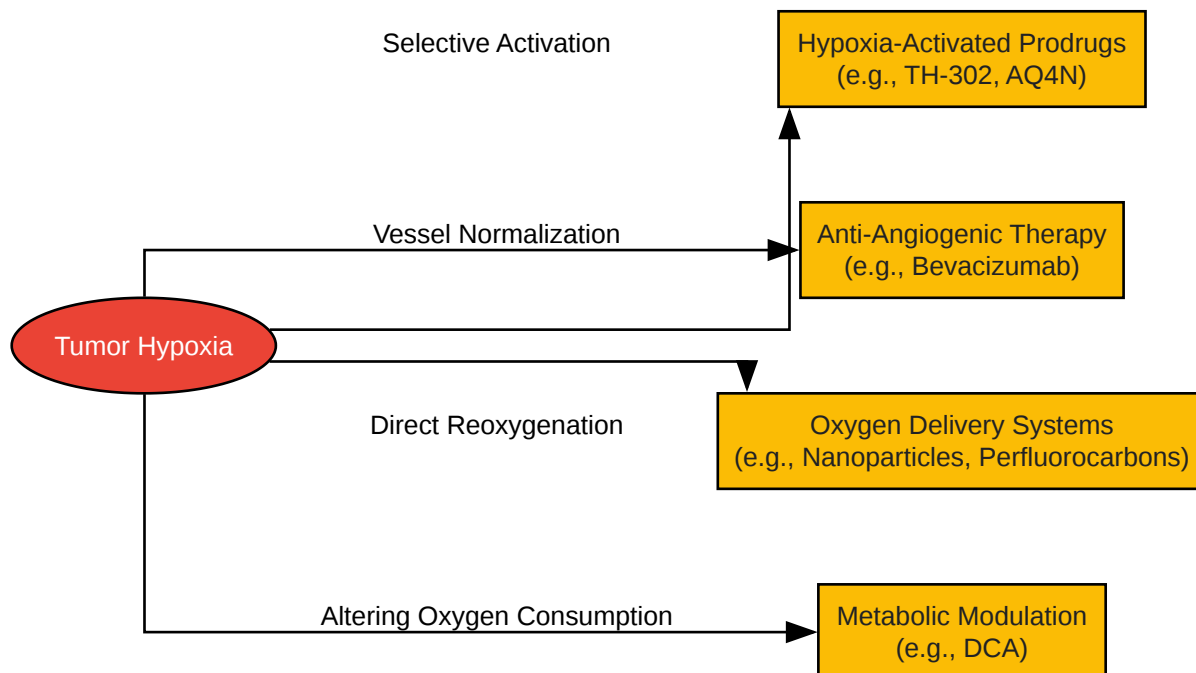 Selective Activation
Hypoxia-Activated Prodrugs
(e.g., TH-302, AQ4N)
Vessel Normalization
Anti-Angiogenic Therapy
(e.g., Bevacizumab)
Tumor Hypoxia
Direct Reoxygenation
Oxygen Delivery Systems
(e.g., Nanoparticles, Perfluorocarbons)
Altering Oxygen Consumption
Metabolic Modulation
(e.g., DCA)